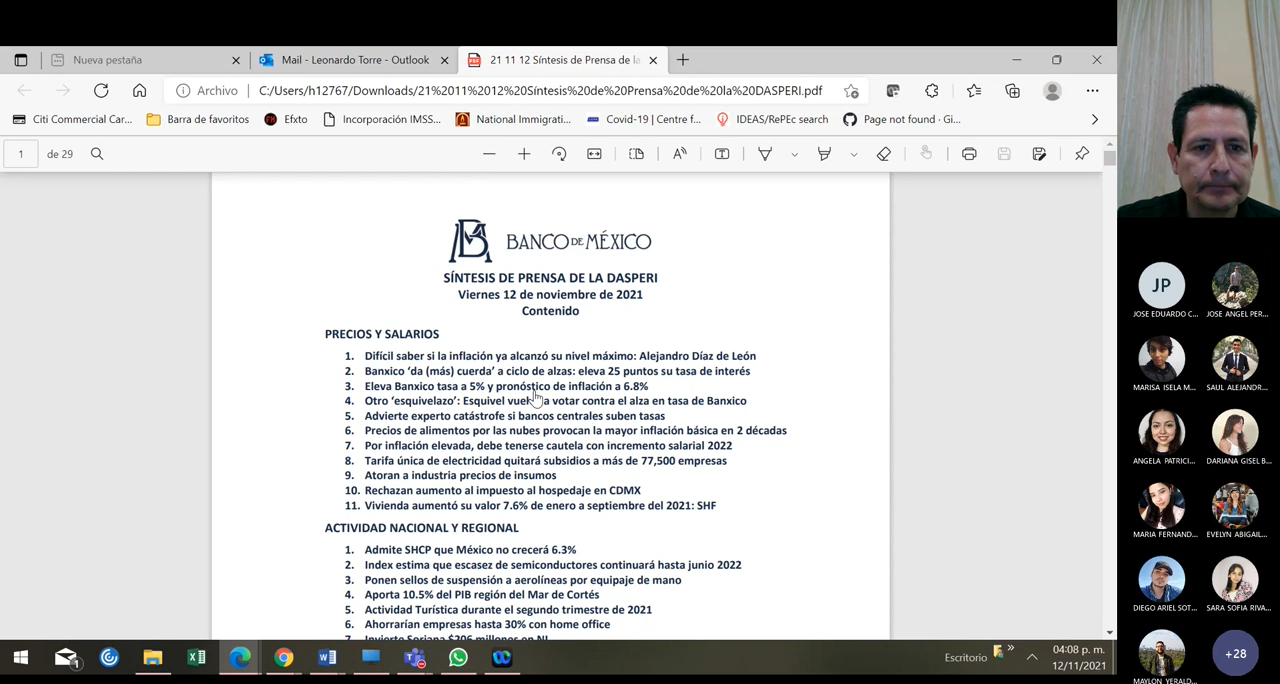 Nueva pestaña
Mail - Leonardo Torre - Outlook
21 11 12 Síntesis de Prensa de la
Archivo
C:/Users/h12767/Downloads/21%2011%2012%20Síntesis%20de%20Prensa%20de%20la%20DASPERI.pdf
Citi Commercial Car...
Barra de favoritos
Efxto
Incorporación IMSS...
National Immigrati...
Covid-19 | Centre f...
IDEAS/RePEc search
Page not found · Gi...
1
de 29
BANCO DE MÉXICO
SÍNTESIS DE PRENSA DE LA DASPERI
Viernes 12 de noviembre de 2021
Contenido
PRECIOS Y SALARIOS
1. Difícil saber si la inflación ya alcanzó su nivel máximo: Alejandro Díaz de León
2. Banxico ‘da (más) cuerda’ a ciclo de alzas: eleva 25 puntos su tasa de interés
3. Eleva Banxico tasa a 5% y pronóstico de inflación a 6.8%
4. Otro ‘esquivelazo’: Esquivel vuelve a votar contra el alza en tasa de Banxico
5. Advierte experto catástrofe si bancos centrales suben tasas
6. Precios de alimentos por las nubes provocan la mayor inflación básica en 2 décadas
7. Por inflación elevada, debe tenerse cautela con incremento salarial 2022
8. Tarifa única de electricidad quitará subsidios a más de 77,500 empresas
9. Atoran a industria precios de insumos
10. Rechazan aumento al impuesto al hospedaje en CDMX
11. Vivienda aumentó su valor 7.6% de enero a septiembre del 2021: SHF
ACTIVIDAD NACIONAL Y REGIONAL
1. Admite SHCP que México no crecerá 6.3%
2. Index estima que escasez de semiconductores continuará hasta junio 2022
3. Ponen sellos de suspensión a aerolíneas por equipaje de mano
4. Aporta 10.5% del PIB región del Mar de Cortés
5. Actividad Turística durante el segundo trimestre de 2021
6. Ahorrarían empresas hasta 30% con home office
7. Invierte Soriana $206 millones en NL
JP
JOSE EDUARDO C...
JOSE ANGEL PER...
MARISA ISELA M...
SAUL ALEJANDR...
ANGELA PATRICI...
DARIANA GISEL B...
MARIA FERNAND...
EVELYN ABIGAIL...
DIEGO ARIEL SOT...
SARA SOFIA RIVA...
MAYLON YERALD...
+28
Escritorio
04:08 p. m.
12/11/2021